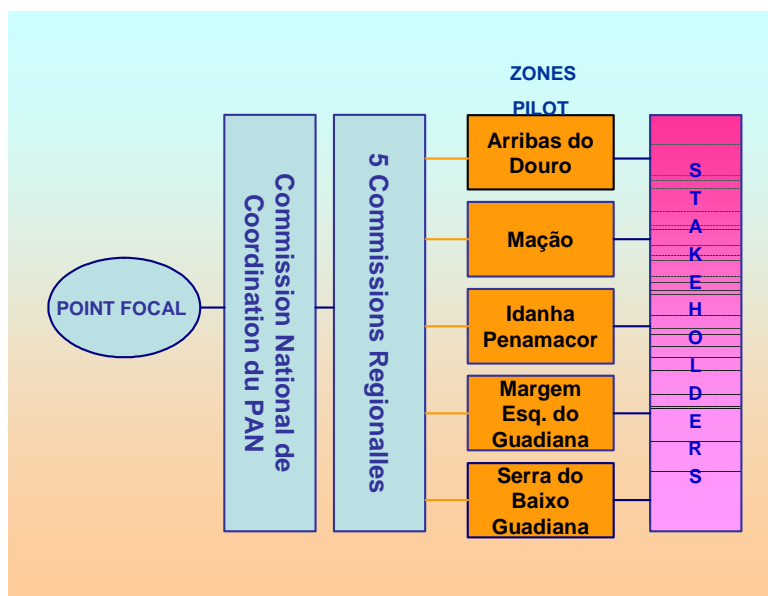 POINT FOCAL
Commission National de
Coordination du PAN
5 Commissions Regionalles
ZONES
PILOT
Arribas do
Douro
Mação
Idanha
Penamacor
Margem
Esq. do
Guadiana
Serra do
Baixo
Guadiana
STAKEHOLDERS